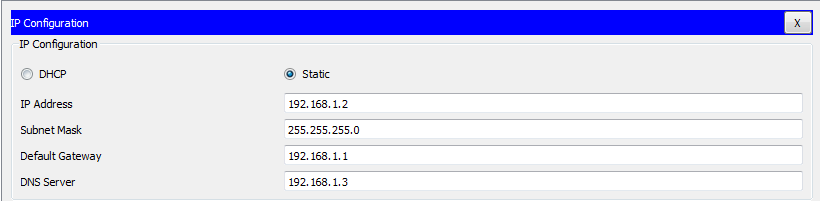 IP Configuration X
IP Configuration
DHCP Static
IP Address 192.168.1.2
Subnet Mask 255.255.255.0
Default Gateway 192.168.1.1
DNS Server 192.168.1.3